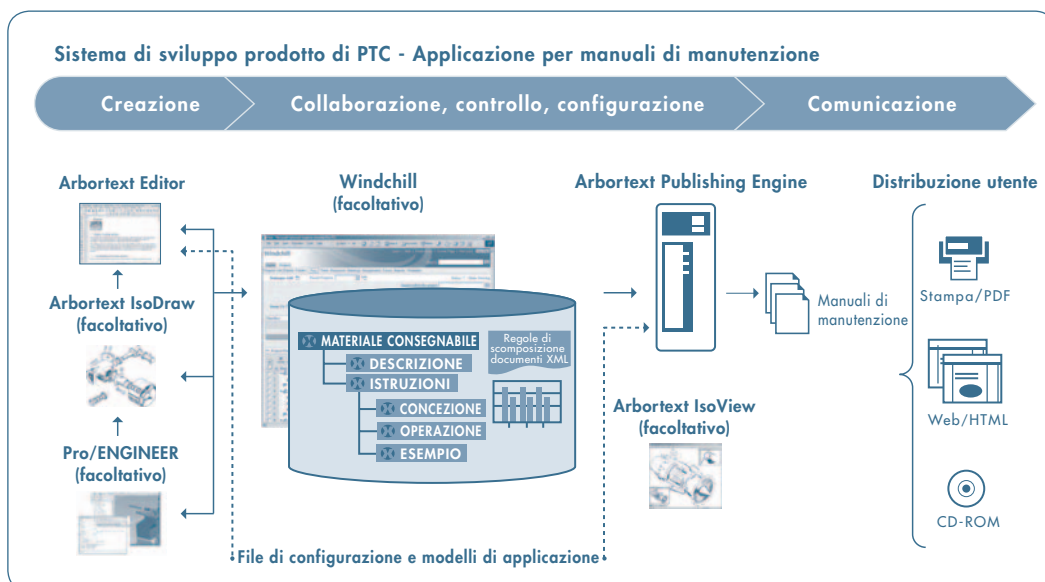 Sistema di sviluppo prodotto di PTC - Applicazione per manuali di manutenzione
Creazione
Collaborazione, controllo, configurazione
Comunicazione
Arbortext Editor
Windchill
(facoltativo)
Arbortext Publishing Engine
Distribuzione utente
Windchill
Arbortext IsoDraw
(facoltativo)
MATERIALE CONSEGNABILE
DESCRIZIONE
ISTRUZIONI
CONCEZIONE
OPERAZIONE
ESEMPIO
Regole di
scomposizione
documenti XML
Manuali di
manutenzione
Stampa/PDF
Arbortext IsoView
(facoltativo)
Web/HTML
Pro/ENGINEER
(facoltativo)
CD-ROM
File di configurazione e modelli di applicazione